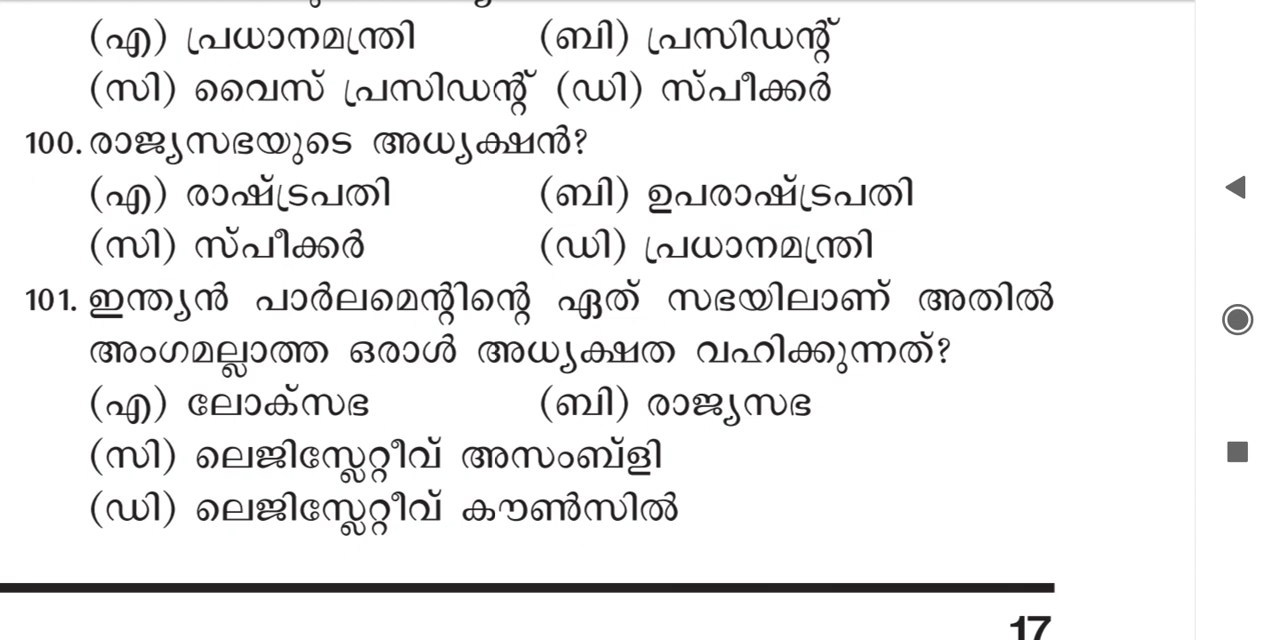 (എ) പ്രധാനമന്ത്രി (ബി) പ്രസിഡന്റ്
(സി) വൈസ് പ്രസിഡന്റ് (ഡി) സ്പീക്കർ
100. രാജ്യസഭയുടെ അധ്യക്ഷൻ?
(എ) രാഷ്ട്രപതി (ബി) ഉപരാഷ്ട്രപതി
(സി) സ്പീക്കർ (ഡി) പ്രധാനമന്ത്രി
101. ഇന്ത്യൻ പാർലമെന്റിന്റെ ഏത് സഭയിലാണ് അതിൽ
അംഗമല്ലാത്ത ഒരാൾ അധ്യക്ഷത വഹിക്കുന്നത്?
(എ) ലോക്സഭ (ബി) രാജ്യസഭ
(സി) ലെജിസ്ലേറ്റീവ് അസംബ്ളി
(ഡി) ലെജിസ്ലേറ്റീവ് കൗൺസിൽ
17